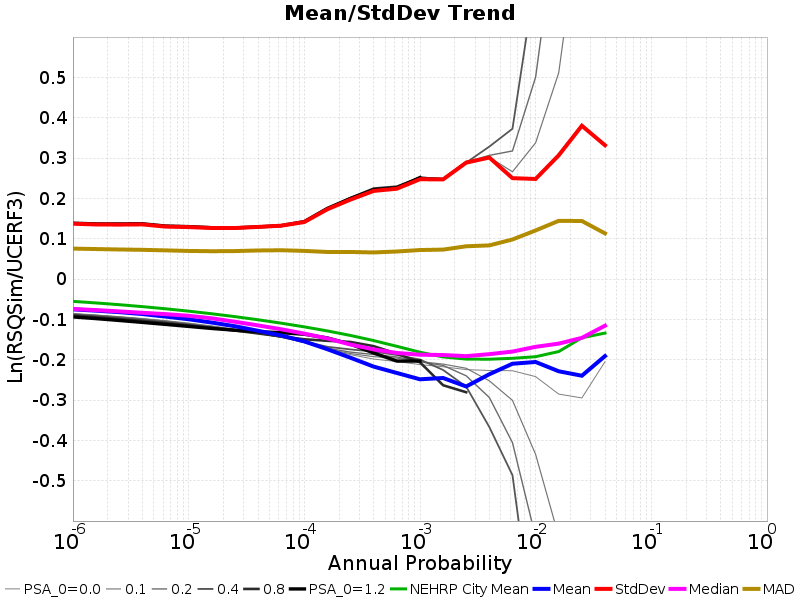 Mean/StdDev Trend
Ln(RSQSim/UCERF3)
0.5
0.4
0.3
0.2
0.1
0
-0.1
-0.2
-0.3
-0.4
-0.5
10^-6 10^-5 10^-4 10^-3 10^-2 10^-1 10^0
Annual Probability
PSA_0=0.0 0.1 0.2 0.4 0.8 PSA_0=1.2 NEHRP City Mean Mean StdDev Median MAD